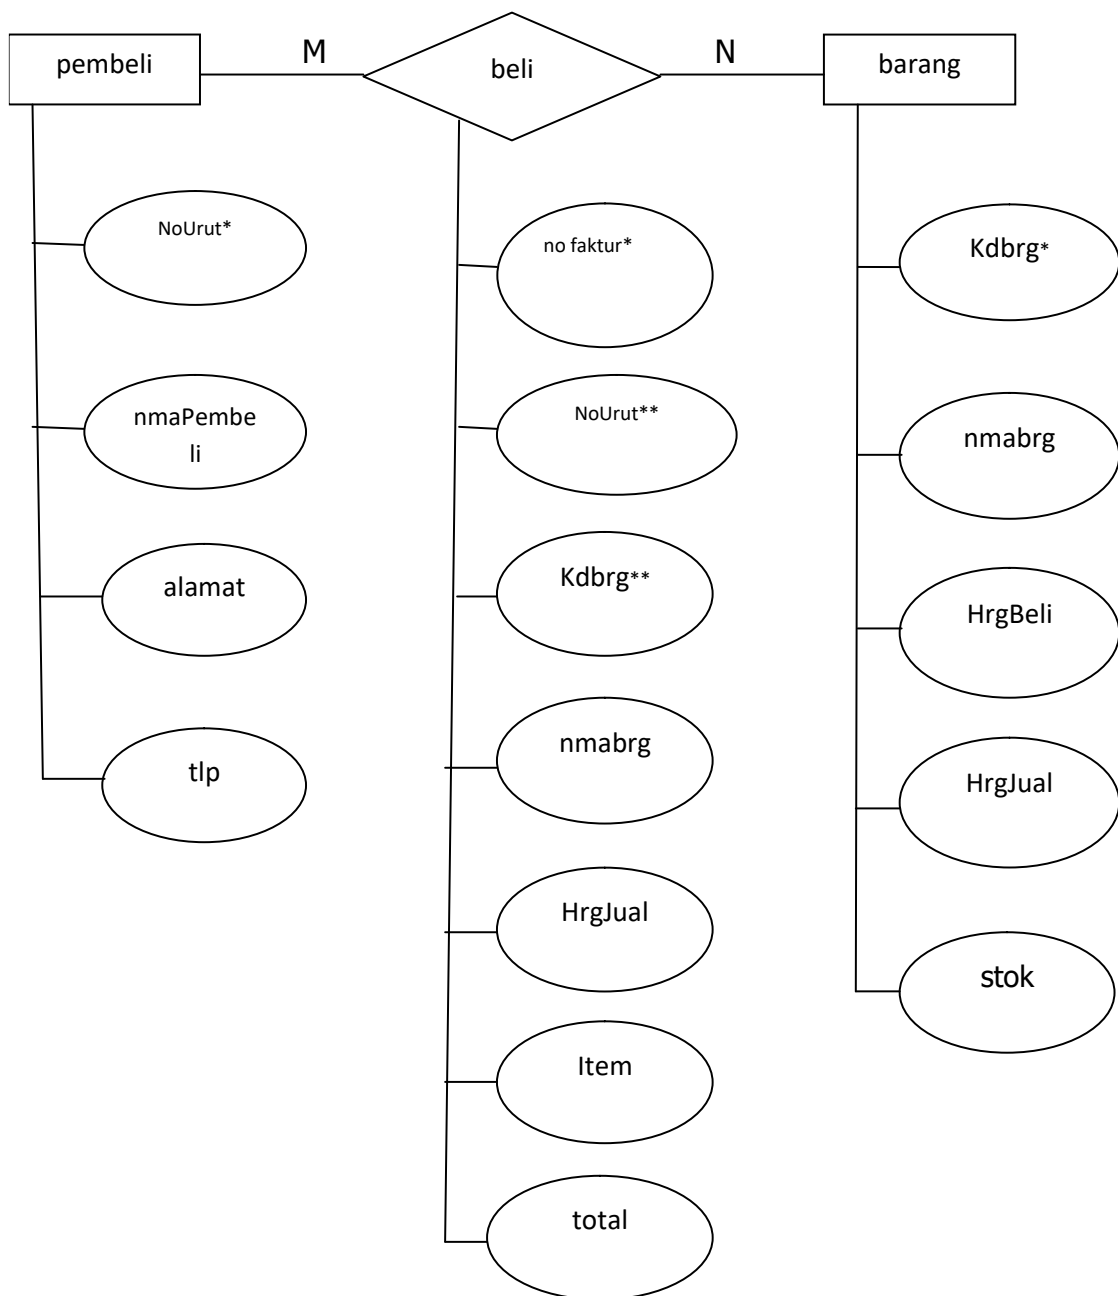 pembeli
M
beli
N
barang
NoUrut*
nmaPembe
li
alamat
tlp
no faktur*
NoUrut**
Kdbrg**
nmabrg
HrgJual
Item
total
Kdbrg*
nmabrg
HrgBeli
HrgJual
stok